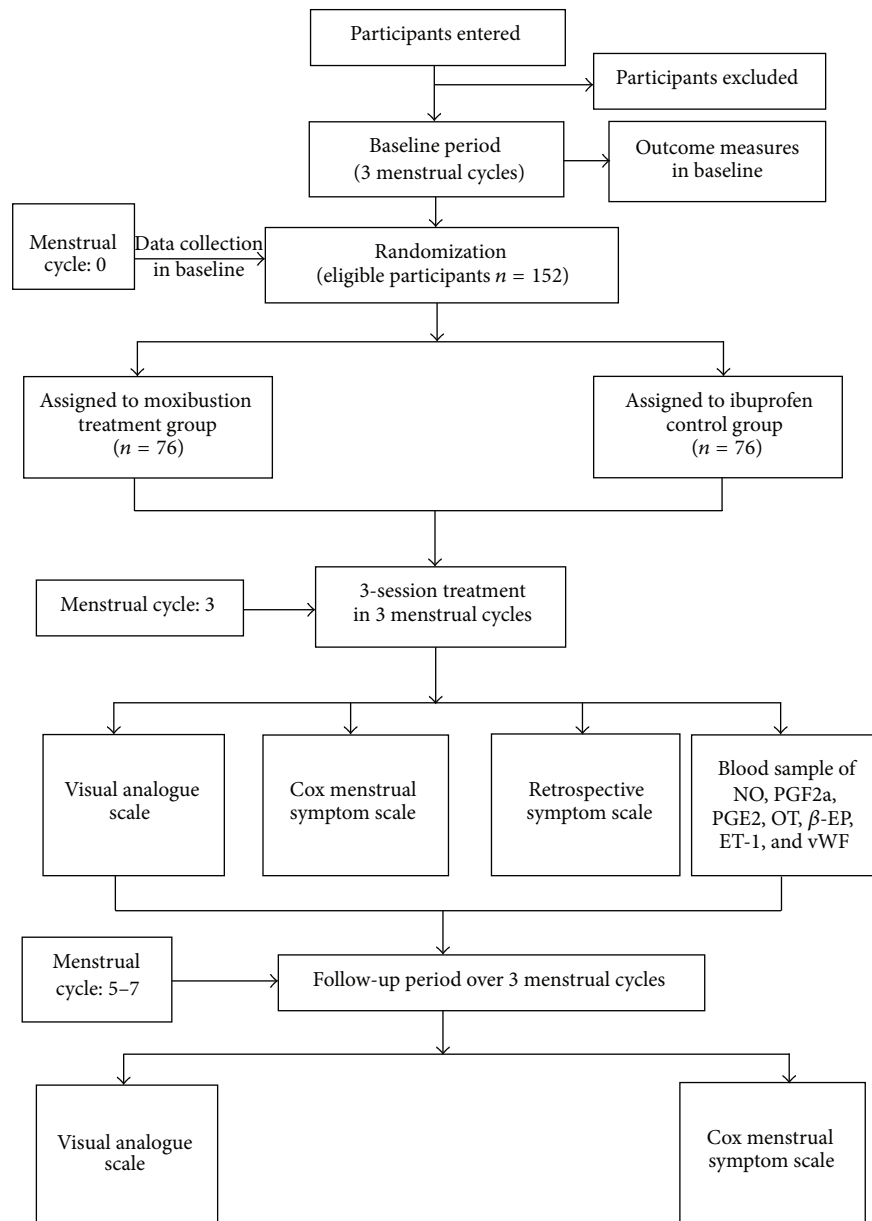 Participants entered
Participants excluded
Baseline period
(3 menstrual cycles)
Outcome measures
in baseline
Menstrual
cycle: 0
Data collection
in baseline
Randomization
(eligible participants n = 152)
Assigned to moxibustion
treatment group
(n = 76)
Assigned to ibuprofen
control group
(n = 76)
Menstrual cycle: 3
3-session treatment
in 3 menstrual cycles
Visual analogue
scale
Cox menstrual
symptom scale
Retrospective
symptom scale
Blood sample of
NO, PGF2a,
PGE2, OT, β-EP,
ET-1, and vWF
Menstrual
cycle: 5–7
Follow-up period over 3 menstrual cycles
Visual analogue
scale
Cox menstrual
symptom scale